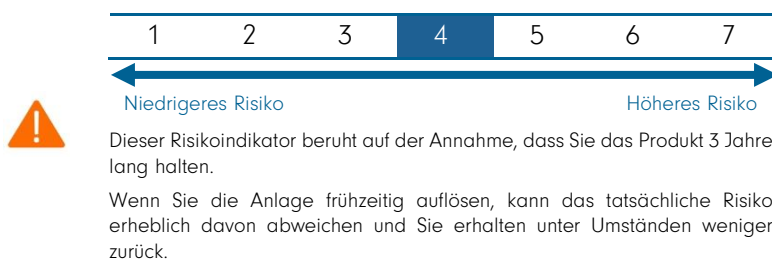 1 2 3 4 5 6 7
Niedrigeres Risiko Höheres Risiko
Dieser Risikoindikator beruht auf der Annahme, dass Sie das Produkt 3 Jahre
lang halten.
Wenn Sie die Anlage frühzeitig auflösen, kann das tatsächliche Risiko
erheblich davon abweichen und Sie erhalten unter Umständen weniger
zurück.